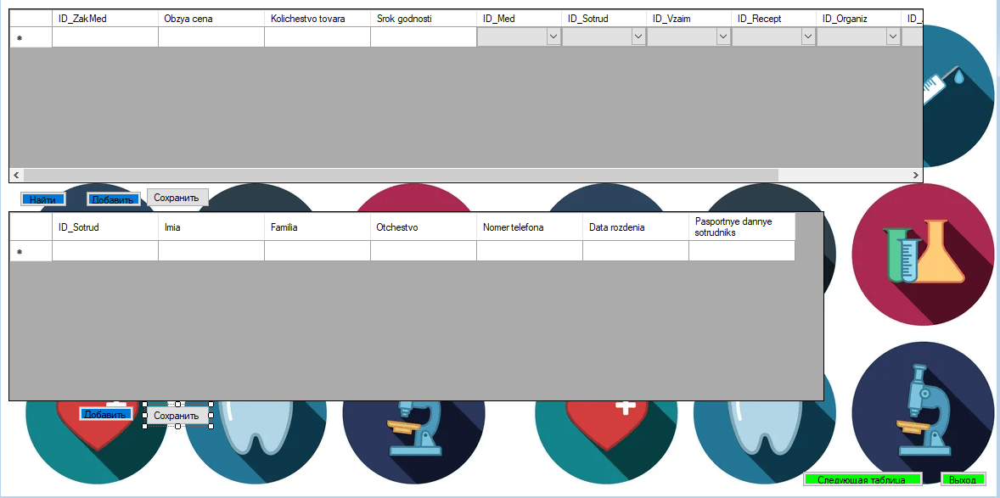 ID_ZakMed Obzya cena Kolichestvo tovara Srok godnosti ID_Med ID_Sotrud ID_Vzaim ID_Recept ID_Organiz ID_
Найти Добавить Сохранить
ID_Sotrud Imia Familia Otchestvo Nomer telefona Data rozdenia Pasportnye dannye
sotrudniks
Добавить Сохранить
Следующая таблица Выход